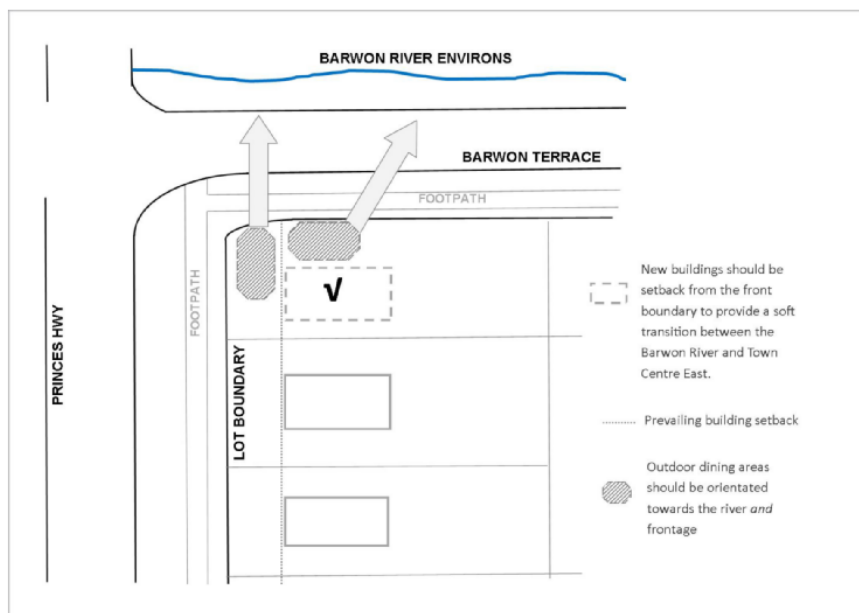 BARWON RIVER ENVIRONS
BARWON TERRACE
FOOTPATH
FOOTPATH
LOT BOUNDARY
PRINCES HWY
√
New buildings should be
setback from the front
boundary to provide a soft
transition between the
Barwon River and Town
Centre East.
Prevailing building setback
Outdoor dining areas
should be orientated
towards the river and
frontage